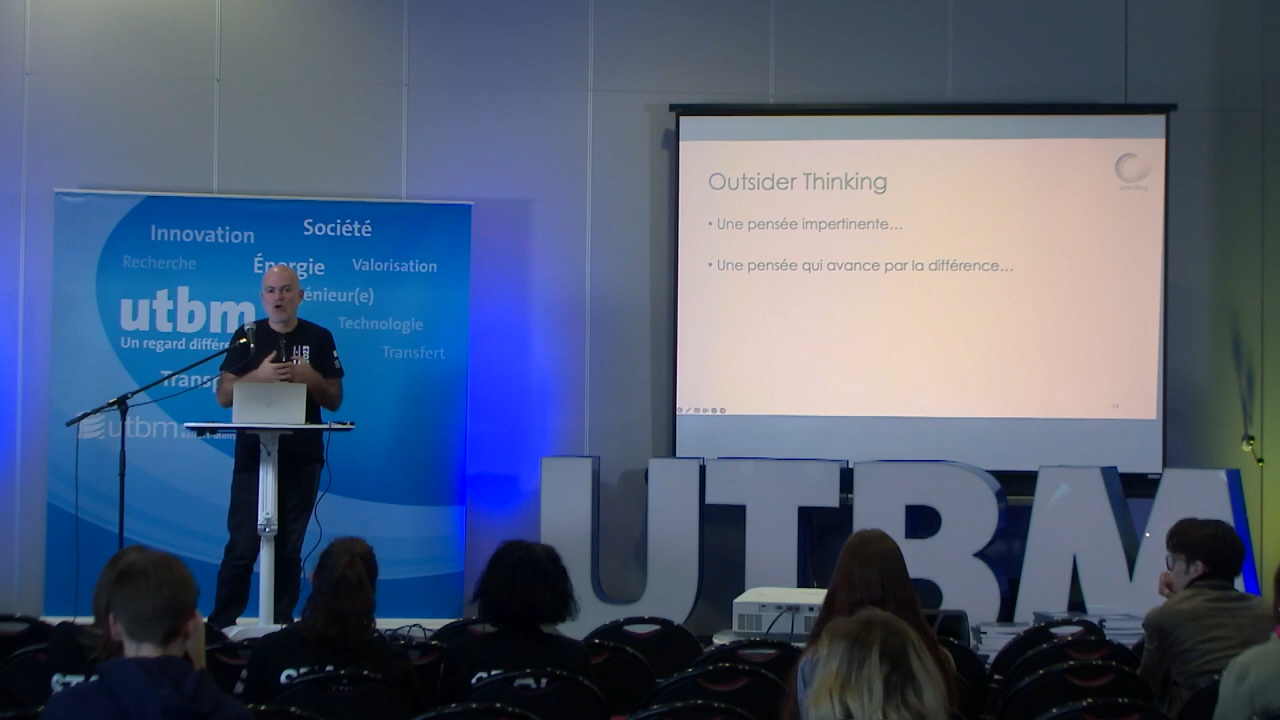 Innovation
Société
Recherche
Énergie
Valorisation
énieur(e)
utbm
Technologie
Un regard différe
Transfert
Transp
utbm
Outsider Thinking
• Une pensée impertinente...
• Une pensée qui avance par la différence...
24
UTBM